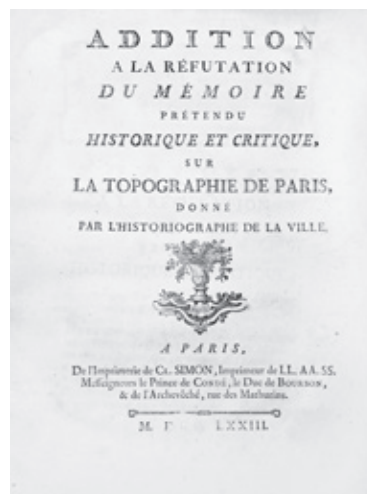 ADDITION
A LA RÉFUTATION
DU MÉMOIRE
PRÉTENDU
HISTORIQUE ET CRITIQUE,
SUR
LA TOPOGRAPHIE DE PARIS,
DONNÉ
PAR L'HISTORIOGRAPHE DE LA VILLE.
A PARIS,
De l'Imprimerie de CL. SIMON, Imprimeur de LL. AA. SS.
Messeigneurs le Prince de CONDÉ, le Duc de BOURBON,
& de l'Archevêché, rue des Mathurins.
M. LXXIII.